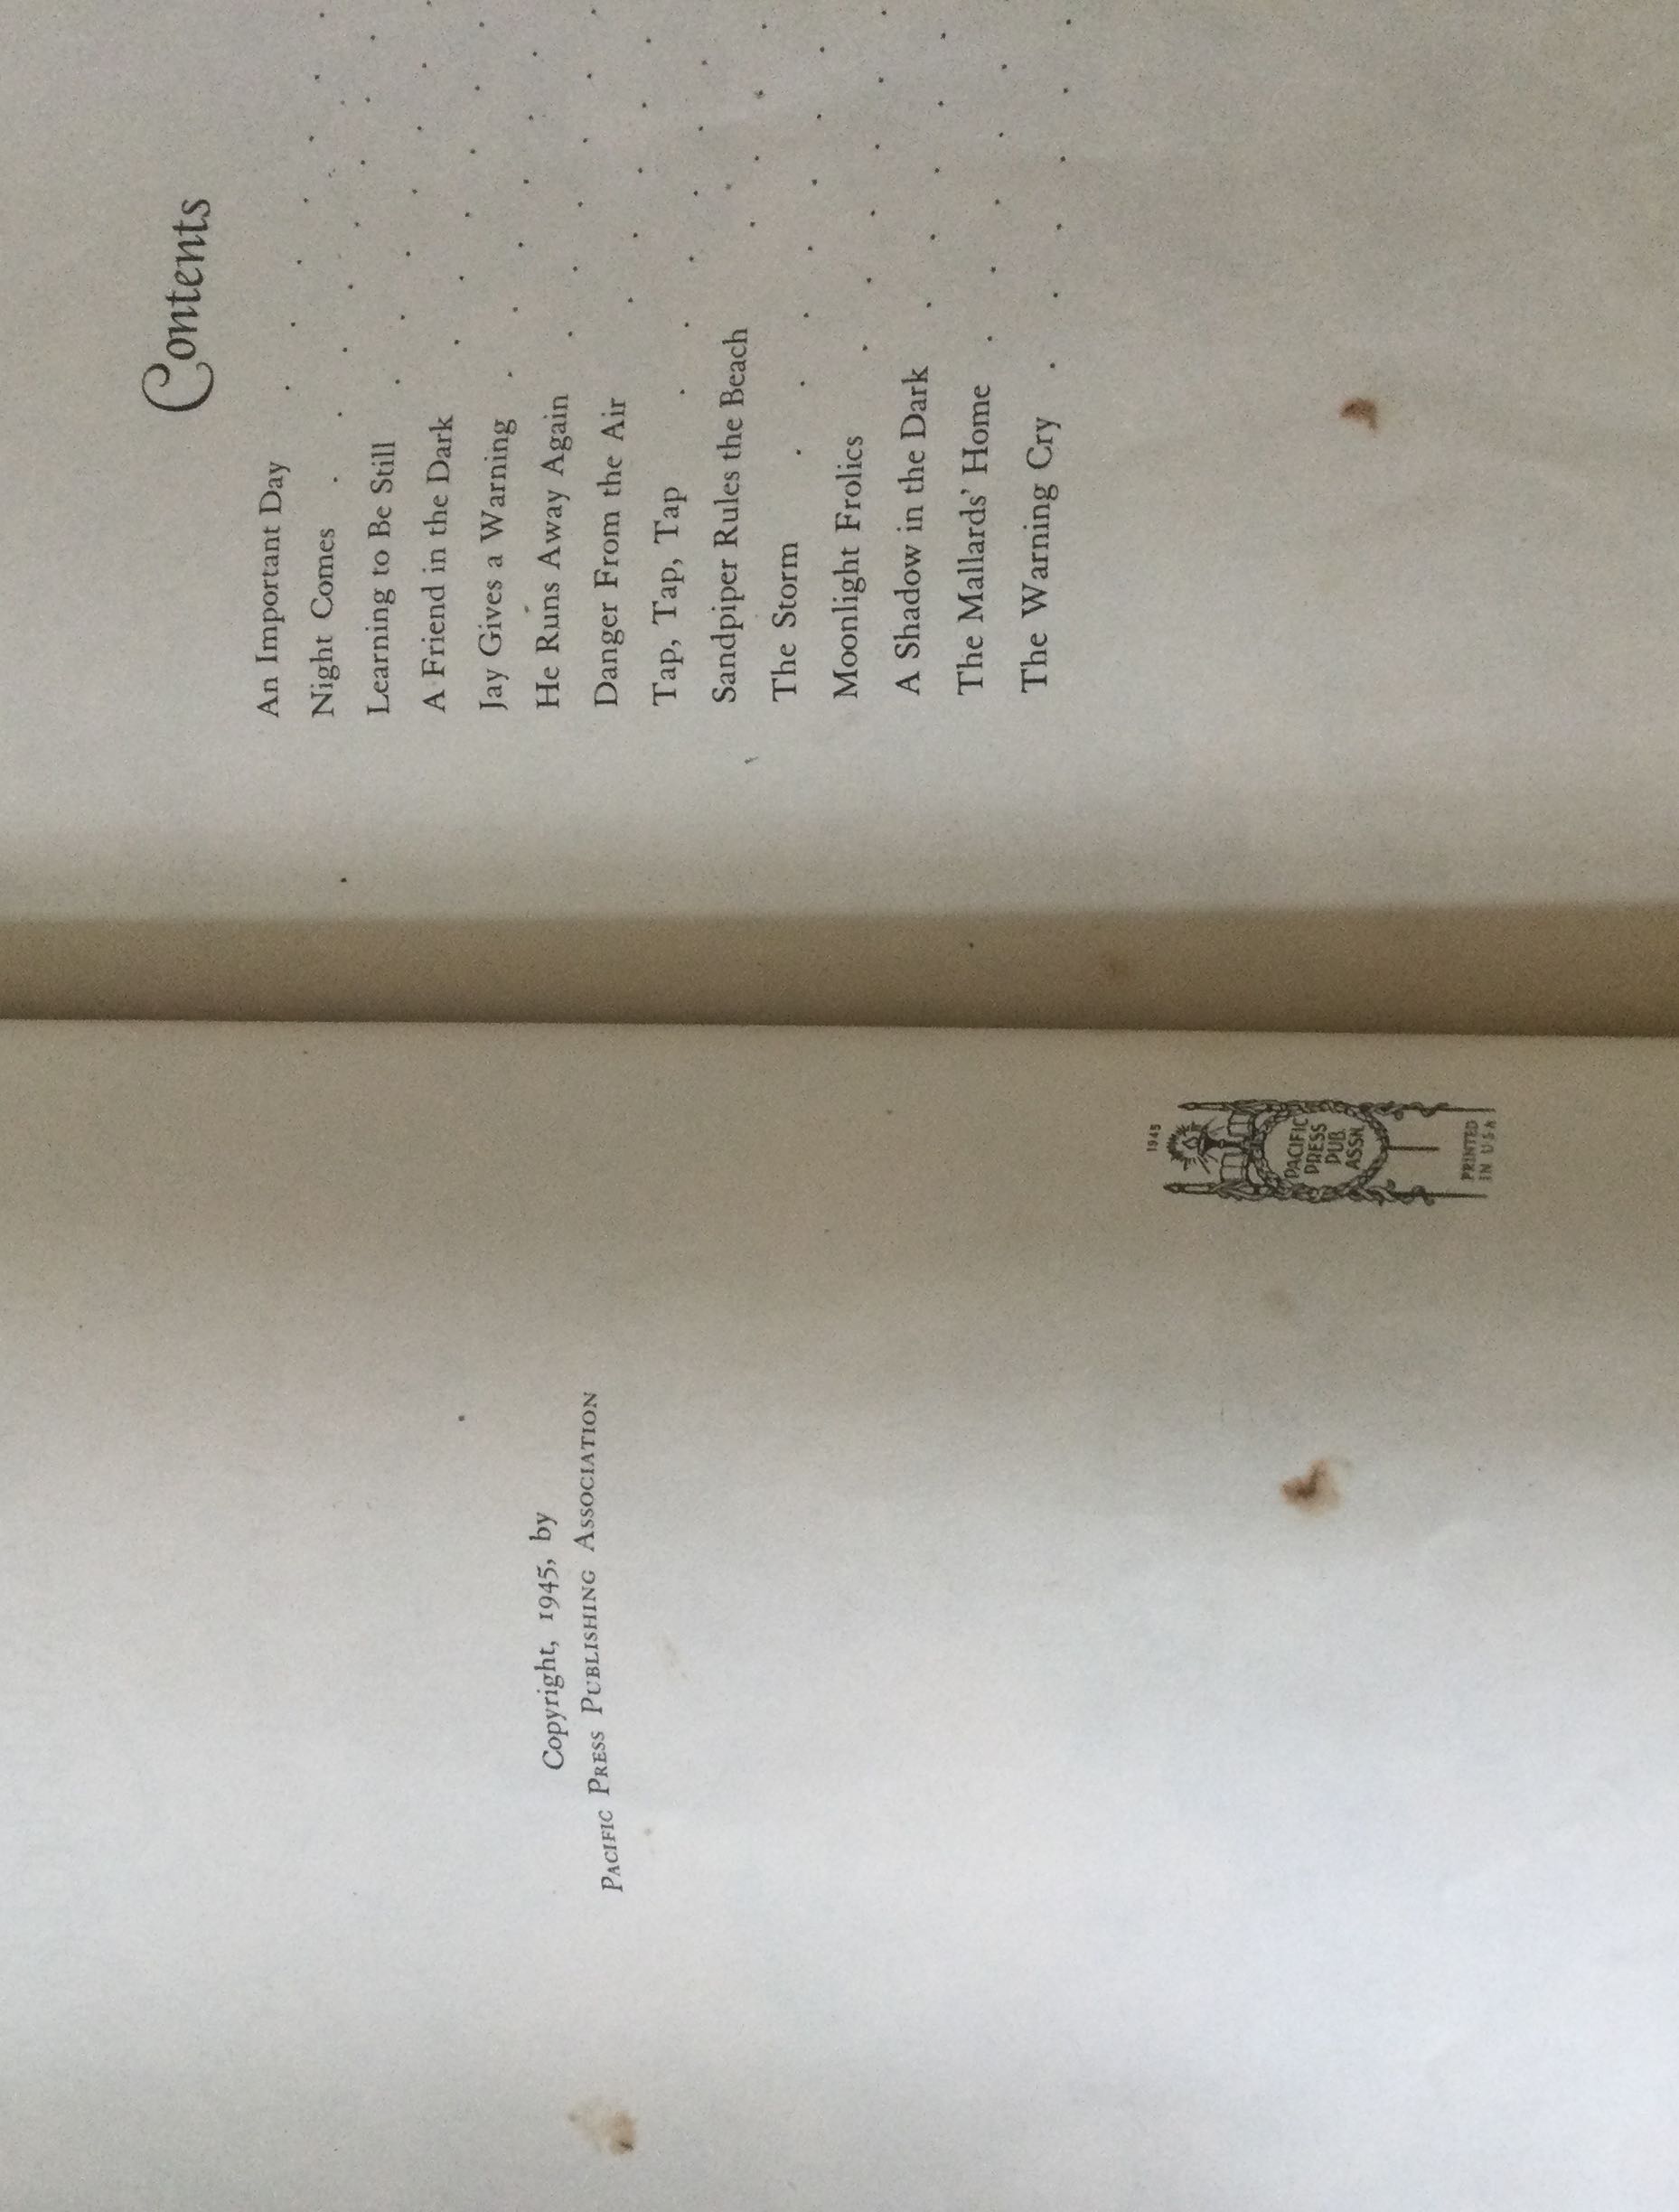 Copyright, 1945, by
PACIFIC PRESS PUBLISHING ASSOCIATION
1945
PACIFIC
PRESS
PUB.
ASSN.
PRINTED
IN U S A
Contents
An Important Day
Night Comes
Learning to Be Still
A Friend in the Dark
Jay Gives a Warning
He Runs Away Again
Danger From the Air
Tap, Tap, Tap
Sandpiper Rules the Beach
The Storm
Moonlight Frolics
A Shadow in the Dark
The Mallards' Home
The Warning Cry